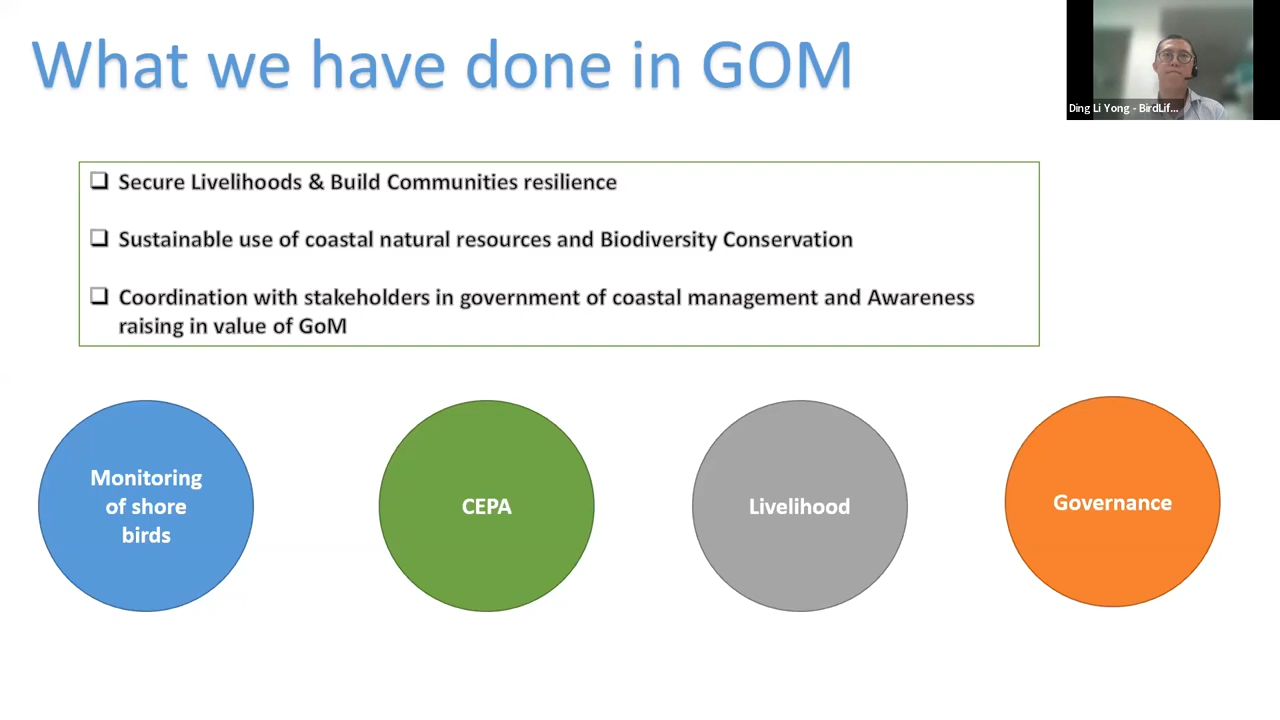 What we have done in GOM
Ding Li Yong - BirdLif...
Secure Livelihoods & Build Communities resilience
Sustainable use of coastal natural resources and Biodiversity Conservation
Coordination with stakeholders in government of coastal management and Awareness
raising in value of GoM
Monitoring
of shore
birds
CEPA
Livelihood
Governance